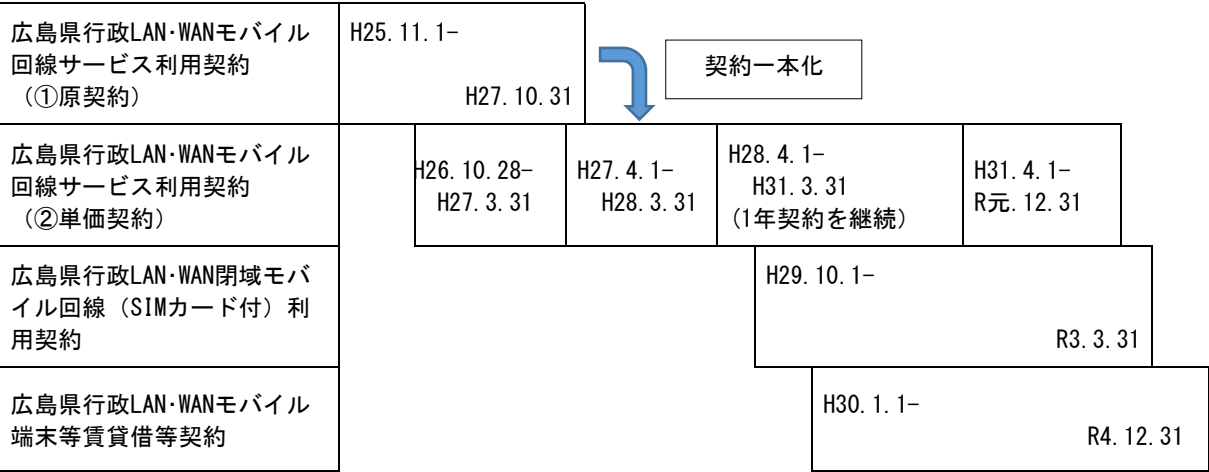 広島県行政LAN･WANモバイル
回線サービス利用契約
（①原契約）
H25.11.1−
H27.10.31
契約一本化
広島県行政LAN･WANモバイル
回線サービス利用契約
（②単価契約）
H26.10.28−
H27.3.31
H27.4.1−
H28.3.31
H28.4.1−
H31.3.31
(1年契約を継続）
H31.4.1−
R元.12.31
広島県行政LAN･WAN閉域モバ
イル回線（SIMカード付）利
用契約
H29.10.1−
R3.3.31
広島県行政LAN･WANモバイル
端末等賃貸借等契約
H30.1.1−
R4.12.31